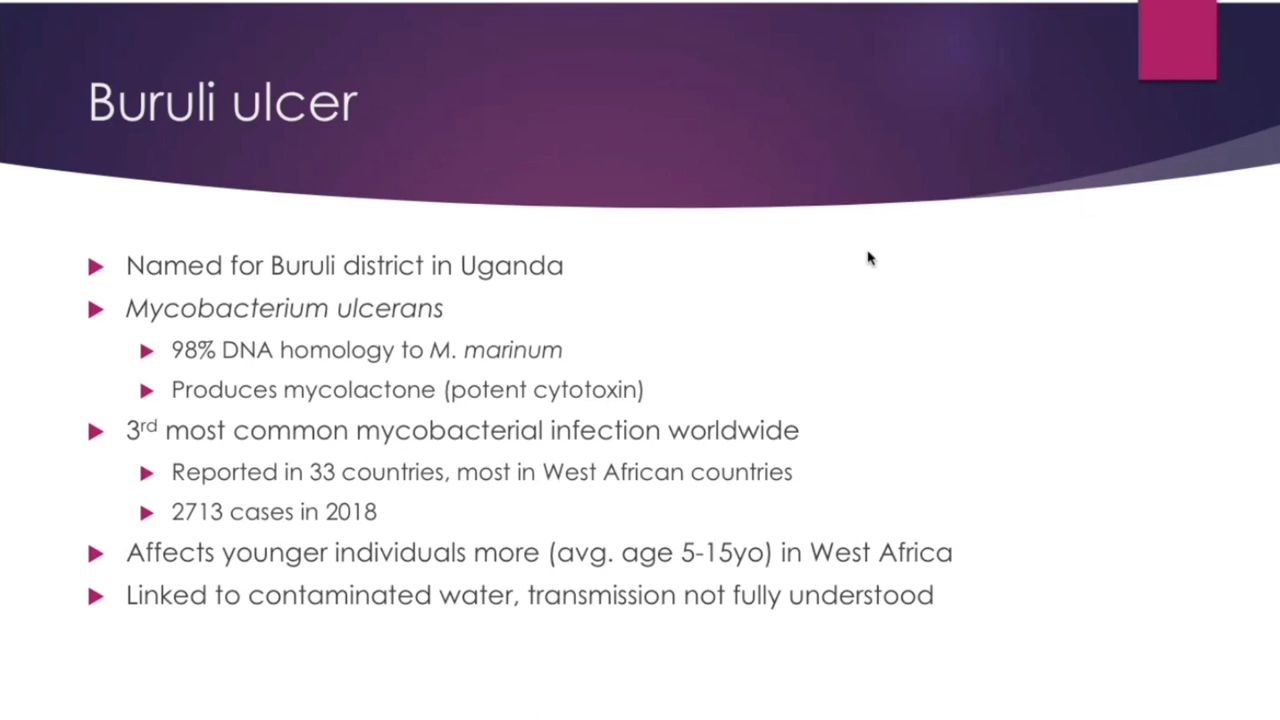 Buruli ulcer
Named for Buruli district in Uganda
Mycobacterium ulcerans
98% DNA homology to M. marinum
Produces mycolactone (potent cytotoxin)
3rd most common mycobacterial infection worldwide
Reported in 33 countries, most in West African countries
2713 cases in 2018
Affects younger individuals more (avg. age 5-15yo) in West Africa
Linked to contaminated water, transmission not fully understood